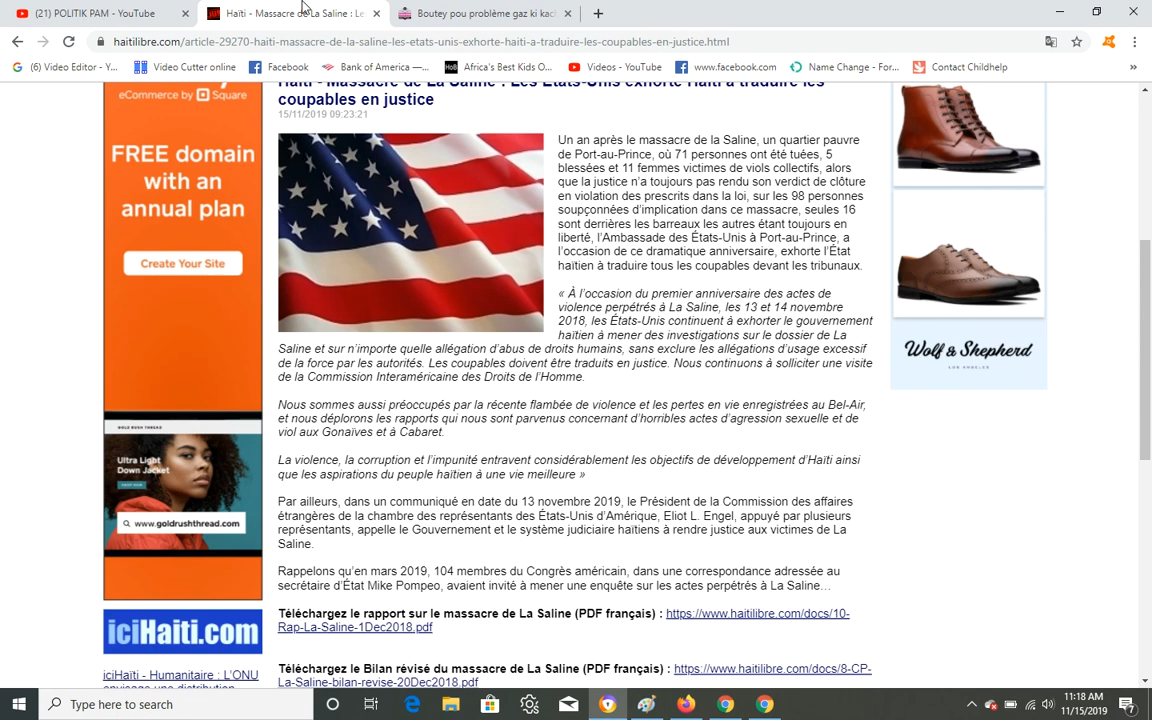 (21) POLITIK PAM - YouTube
Haïti - Massacre de La Saline : Le
Boutey pou problème gaz ki kac
haitilibre.com/article-29270-haiti-massacre-de-la-saline-les-etats-unis-exhorte-haiti-a-traduire-les-coupables-en-justice.html
(6) Video Editor - Y...
Video Cutter online
Facebook
Bank of America —...
HoB
Africa's Best Kids O...
Videos - YouTube
www.facebook.com
Name Change - For...
Contact Childhelp
»
eCommerce by Square
FREE domain
with an
annual plan
Create Your Site
GOLD RUSH THREAD
Ultra Light
Down Jacket
www.goldrushthread.com
iciHaiti.com
iciHaïti - Humanitaire : L'ONU
envisage une distribution
Haïti - Massacre de La Saline : Les États-Unis exhorte Haïti à traduire les
coupables en justice
15/11/2019 09:23:21
Un an après le massacre de la Saline, un quartier pauvre
de Port-au-Prince, où 71 personnes ont été tuées, 5
blessées et 11 femmes victimes de viols collectifs, alors
que la justice n'a toujours pas rendu son verdict de clôture
en violation des prescrits dans la loi, sur les 98 personnes
soupçonnées d'implication dans ce massacre, seules 16
sont derrières les barreaux les autres étant toujours en
liberté, l'Ambassade des États-Unis à Port-au-Prince, a
l'occasion de ce dramatique anniversaire, exhorte l'État
haïtien à traduire tous les coupables devant les tribunaux.
« À l'occasion du premier anniversaire des actes de
violence perpétrés à La Saline, les 13 et 14 novembre
2018, les États-Unis continuent à exhorter le gouvernement
haïtien à mener des investigations sur le dossier de La
Saline et sur n'importe quelle allégation d'abus de droits humains, sans exclure les allégations d'usage excessif
de la force par les autorités. Les coupables doivent être traduits en justice. Nous continuons à solliciter une visite
de la Commission Interaméricaine des Droits de l'Homme.
Nous sommes aussi préoccupés par la récente flambée de violence et les pertes en vie enregistrées au Bel-Air,
et nous déplorons les rapports qui nous sont parvenus concernant d'horribles actes d'agression sexuelle et de
viol aux Gonaïves et à Cabaret.
La violence, la corruption et l'impunité entravent considérablement les objectifs de développement d'Haïti ainsi
que les aspirations du peuple haïtien à une vie meilleure »
Par ailleurs, dans un communiqué en date du 13 novembre 2019, le Président de la Commission des affaires
étrangères de la chambre des représentants des États-Unis d'Amérique, Eliot L. Engel, appuyé par plusieurs
représentants, appelle le Gouvernement et le système judiciaire haïtiens à rendre justice aux victimes de La
Saline.
Rappelons qu'en mars 2019, 104 membres du Congrès américain, dans une correspondance adressée au
secrétaire d'État Mike Pompeo, avaient invité à mener une enquête sur les actes perpétrés à La Saline…
Téléchargez le rapport sur le massacre de La Saline (PDF français) : https://www.haitilibre.com/docs/10-
Rap-La-Saline-1Dec2018.pdf
Téléchargez le Bilan révisé du massacre de La Saline (PDF français) : https://www.haitilibre.com/docs/8-CP-
La-Saline-bilan-revise-20Dec2018.pdf
Wolf & Shepherd
LOS ANGELES
Type here to search
11:18 AM
11/15/2019
7